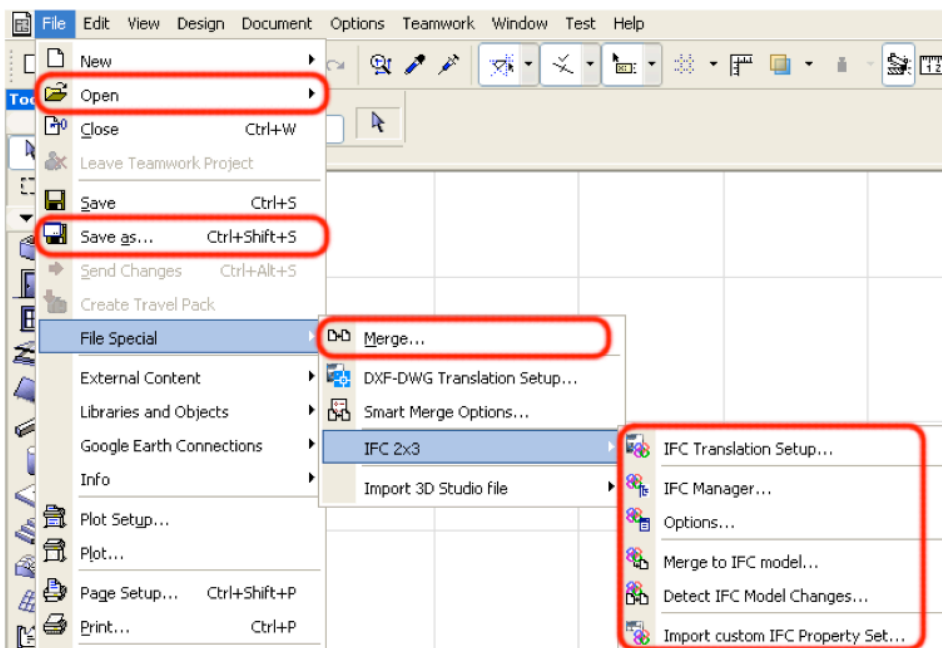 File Edit View Design Document Options Teamwork Window Test Help
New
Open
Close Ctrl+W
Leave Teamwork Project
Save Ctrl+S
Save as... Ctrl+Shift+S
Send Changes Ctrl+Alt+S
Create Travel Pack
File Special
External Content
Libraries and Objects
Google Earth Connections
Info
Plot Setup...
Plot...
Page Setup... Ctrl+Shift+P
Print... Ctrl+P
Merge...
DXF-DWG Translation Setup...
Smart Merge Options...
IFC 2x3
Import 3D Studio file
IFC Translation Setup...
IFC Manager...
Options...
Merge to IFC model...
Detect IFC Model Changes...
Import custom IFC Property Set...